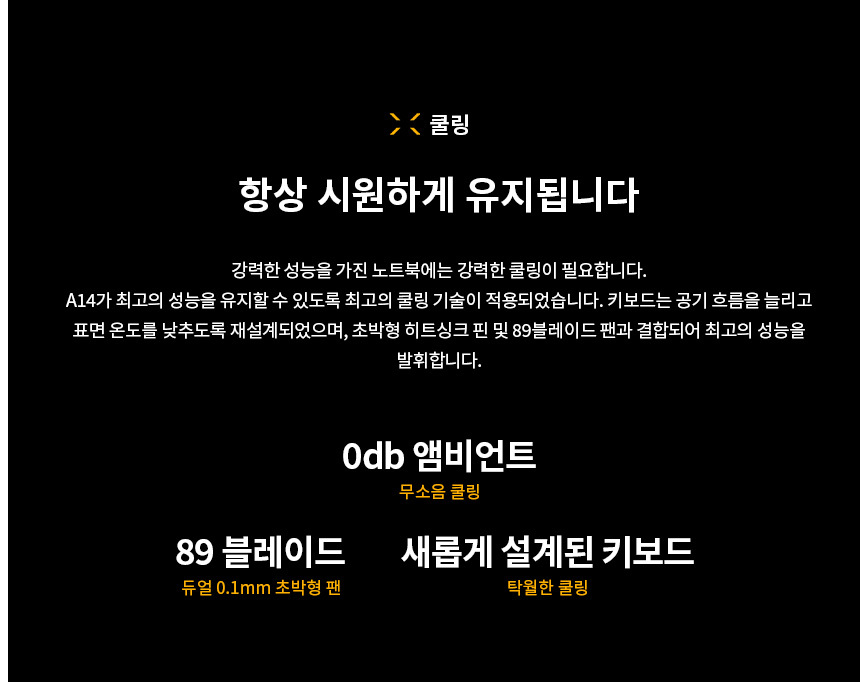 쿨링
항상 시원하게 유지됩니다
강력한 성능을 가진 노트북에는 강력한 쿨링이 필요합니다.
A14가 최고의 성능을 유지할 수 있도록 최고의 쿨링 기술이 적용되었습니다. 키보드는 공기 흐름을 늘리고
표면 온도를 낮추도록 재설계되었으며, 초박형 히트싱크 핀 및 89블레이드 팬과 결합되어 최고의 성능을
발휘합니다.
0db 앰비언트
무소음 쿨링
89 블레이드
듀얼 0.1mm 초박형 팬
새롭게 설계된 키보드
탁월한 쿨링